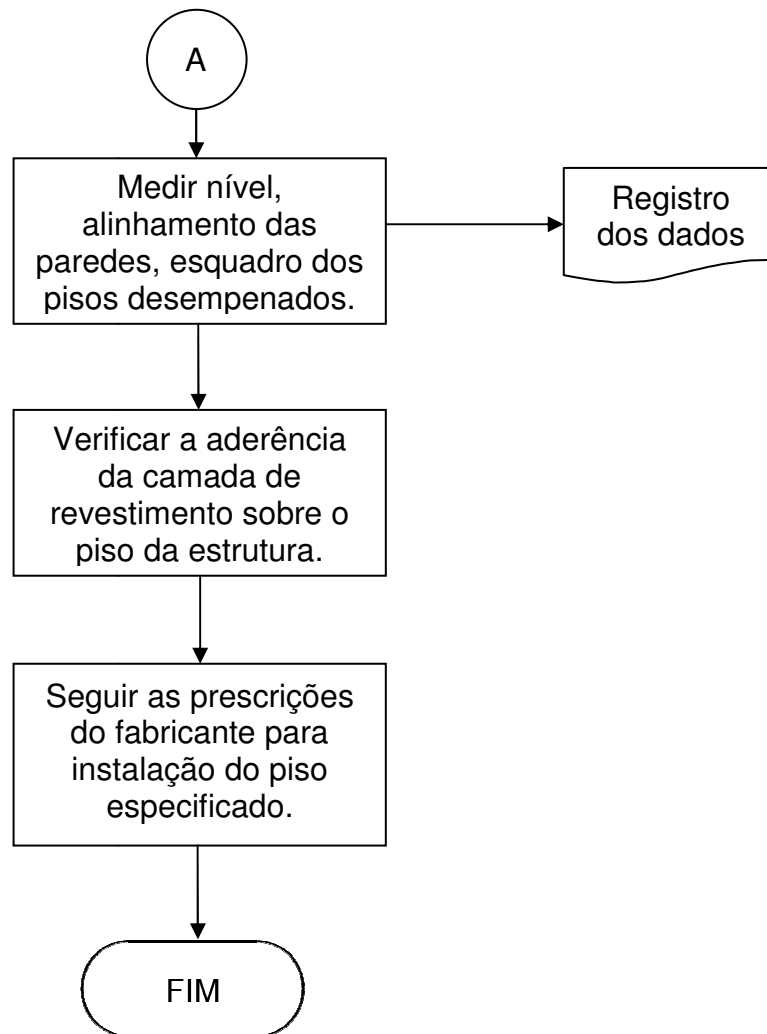 A
Medir nível,
alinhamento das
paredes, esquadro dos
pisos desempenados.
Registro
dos dados
Verificar a aderência
da camada de
revestimento sobre o
piso da estrutura.
Seguir as prescrições
do fabricante para
instalação do piso
especificado.
FIM